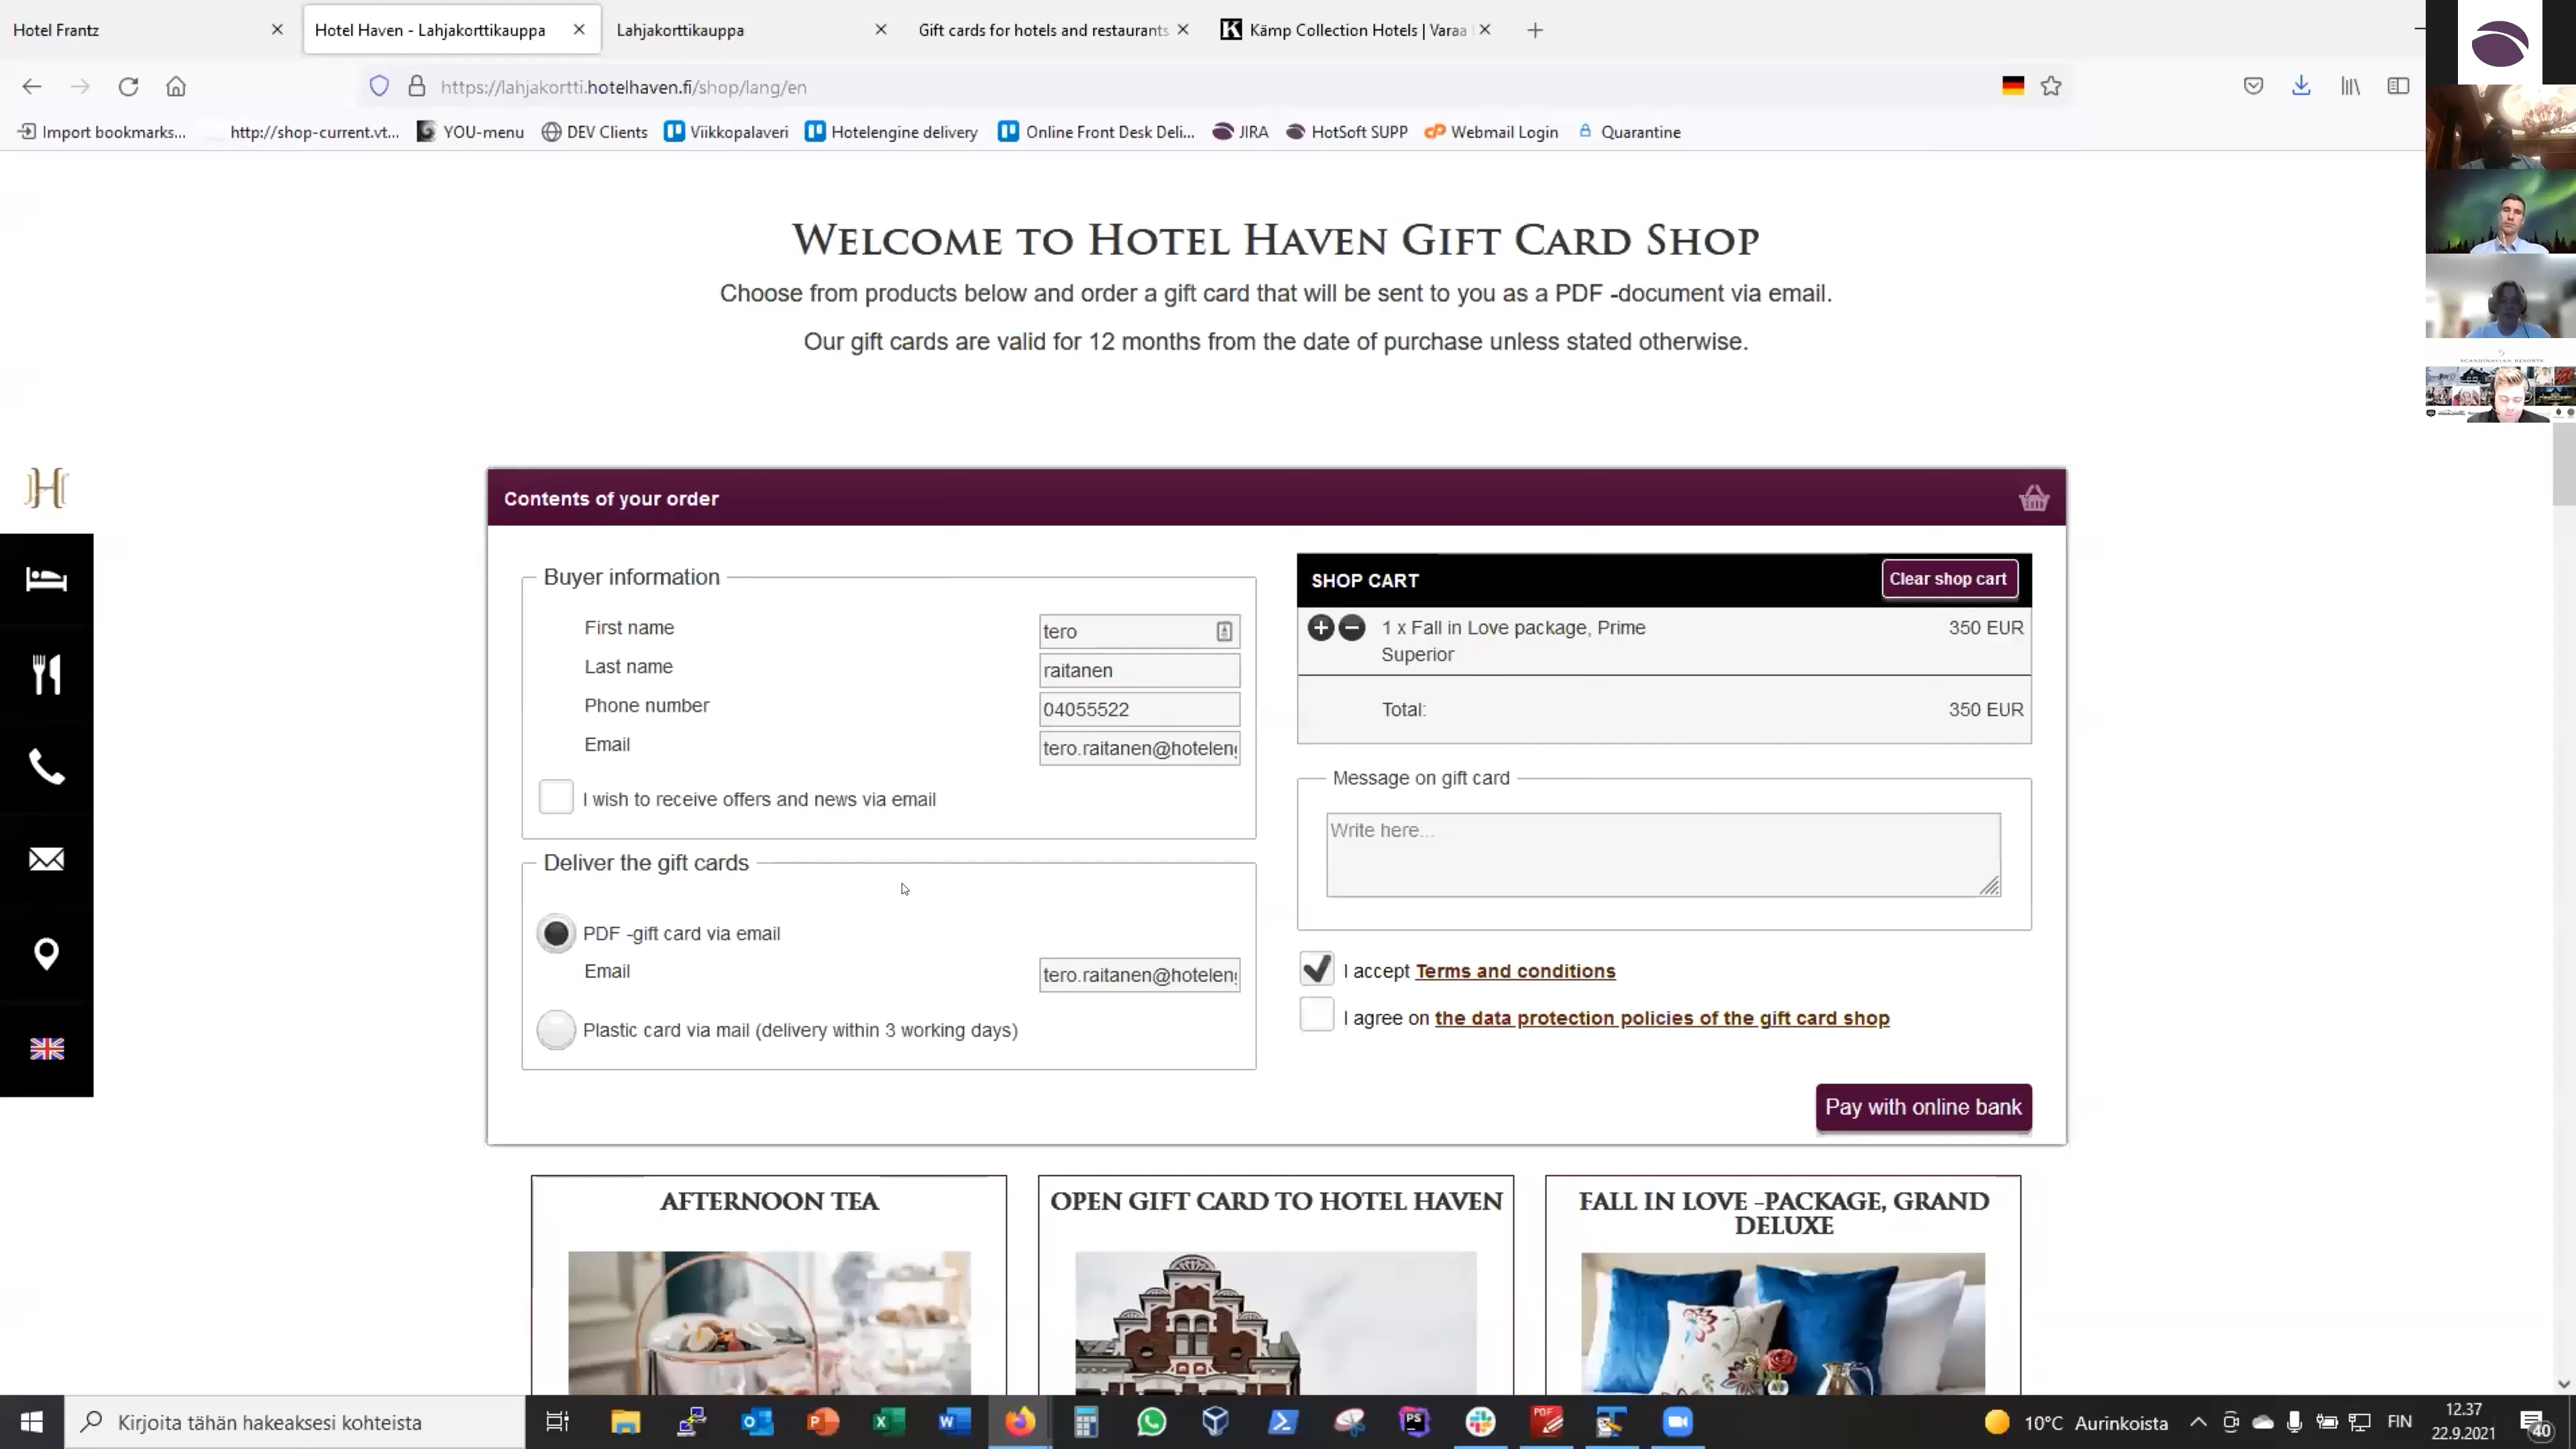 Hotel Frantz
Hotel Haven - Lahjakorttikauppa
Lahjakorttikauppa
Gift cards for hotels and restaurants
K Kämp Collection Hotels | Varaa
https://lahjakortti.hotelhaven.fi/shop/lang/en
Import bookmarks...
http://shop-current.vt...
YOU-menu
DEV Clients
Viikkopalaveri
Hotelengine delivery
Online Front Desk Deli...
JIRA
HotSoft SUPP
Webmail Login
Quarantine
WELCOME TO HOTEL HAVEN GIFT CARD SHOP
Choose from products below and order a gift card that will be sent to you as a PDF -document via email.
Our gift cards are valid for 12 months from the date of purchase unless stated otherwise.
SCANDINAVIAN RESORTS
H
Contents of your order
Buyer information
First name
tero
Last name
raitanen
Phone number
04055522
Email
tero.raitanen@hoteleng
I wish to receive offers and news via email
Deliver the gift cards
PDF -gift card via email
Email
tero.raitanen@hoteleng
Plastic card via mail (delivery within 3 working days)
SHOP CART
Clear shop cart
1 x Fall in Love package, Prime
Superior
350 EUR
Total:
350 EUR
Message on gift card
Write here...
I accept Terms and conditions
I agree on the data protection policies of the gift card shop
Pay with online bank
AFTERNOON TEA
OPEN GIFT CARD TO HOTEL HAVEN
FALL IN LOVE -PACKAGE, GRAND
DELUXE
Kirjoita tähän hakeaksesi kohteista
PS
PDF
10°C Aurinkoista
FIN
12.37
22.9.2021
40